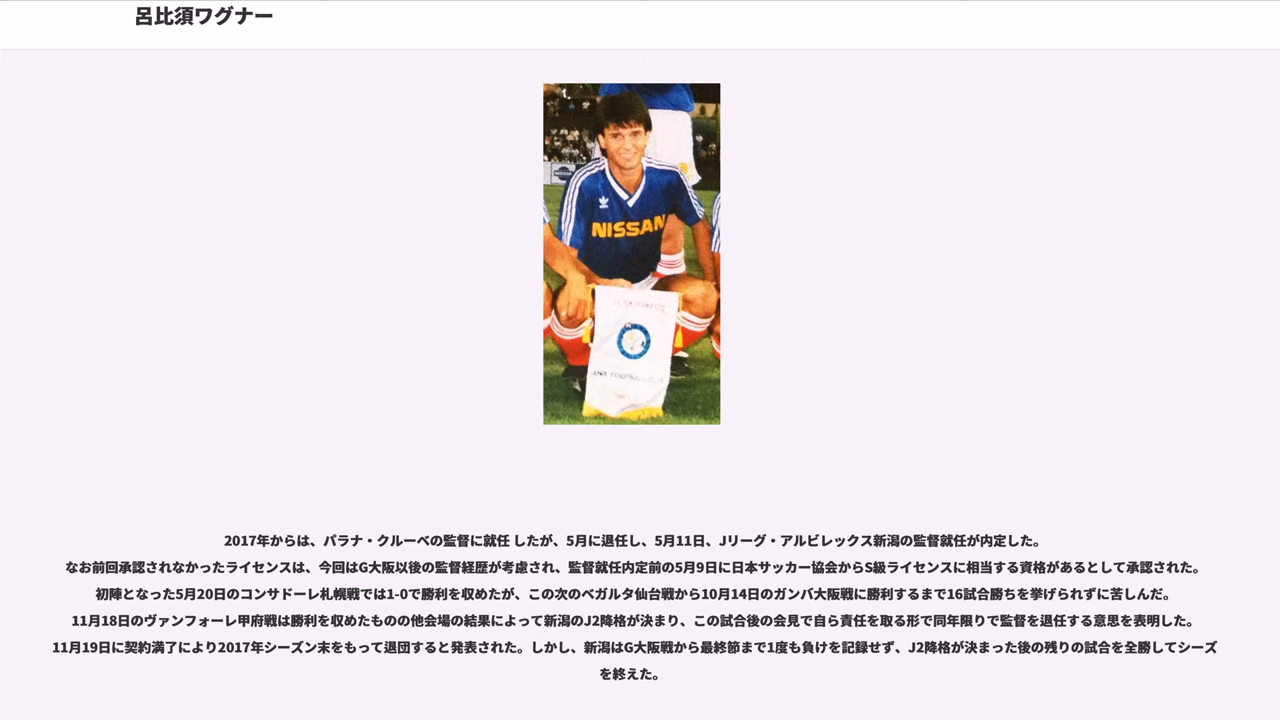 呂比須ワグナー
NISSAN
2017年からは、パラナ・クルーベの監督に就任 したが、5月に退任し、5月11日、Jリーグ・アルビレックス新潟の監督就任が内定した。
なお前回承認されなかったライセンスは、今回はG大阪以後の監督経歴が考慮され、監督就任内定前の5月9日に日本サッカー協会からS級ライセンスに相当する資格があるとして承認された。
初陣となった5月20日のコンサドーレ札幌戦では1-0で勝利を収めたが、この次のベガルタ仙台戦から10月14日のガンバ大阪戦に勝利するまで16試合勝ちを挙げられずに苦しんだ。
11月18日のヴァンフォーレ甲府戦は勝利を収めたものの他会場の結果によって新潟のJ2降格が決まり、この試合後の会見で自ら責任を取る形で同年限りで監督を退任する意思を表明した。
11月19日に契約満了により2017年シーズン末をもって退団すると発表された。しかし、新潟はG大阪戦から最終節まで1度も負けを記録せず、J2降格が決まった後の残りの試合を全勝してシーズ
を終えた。